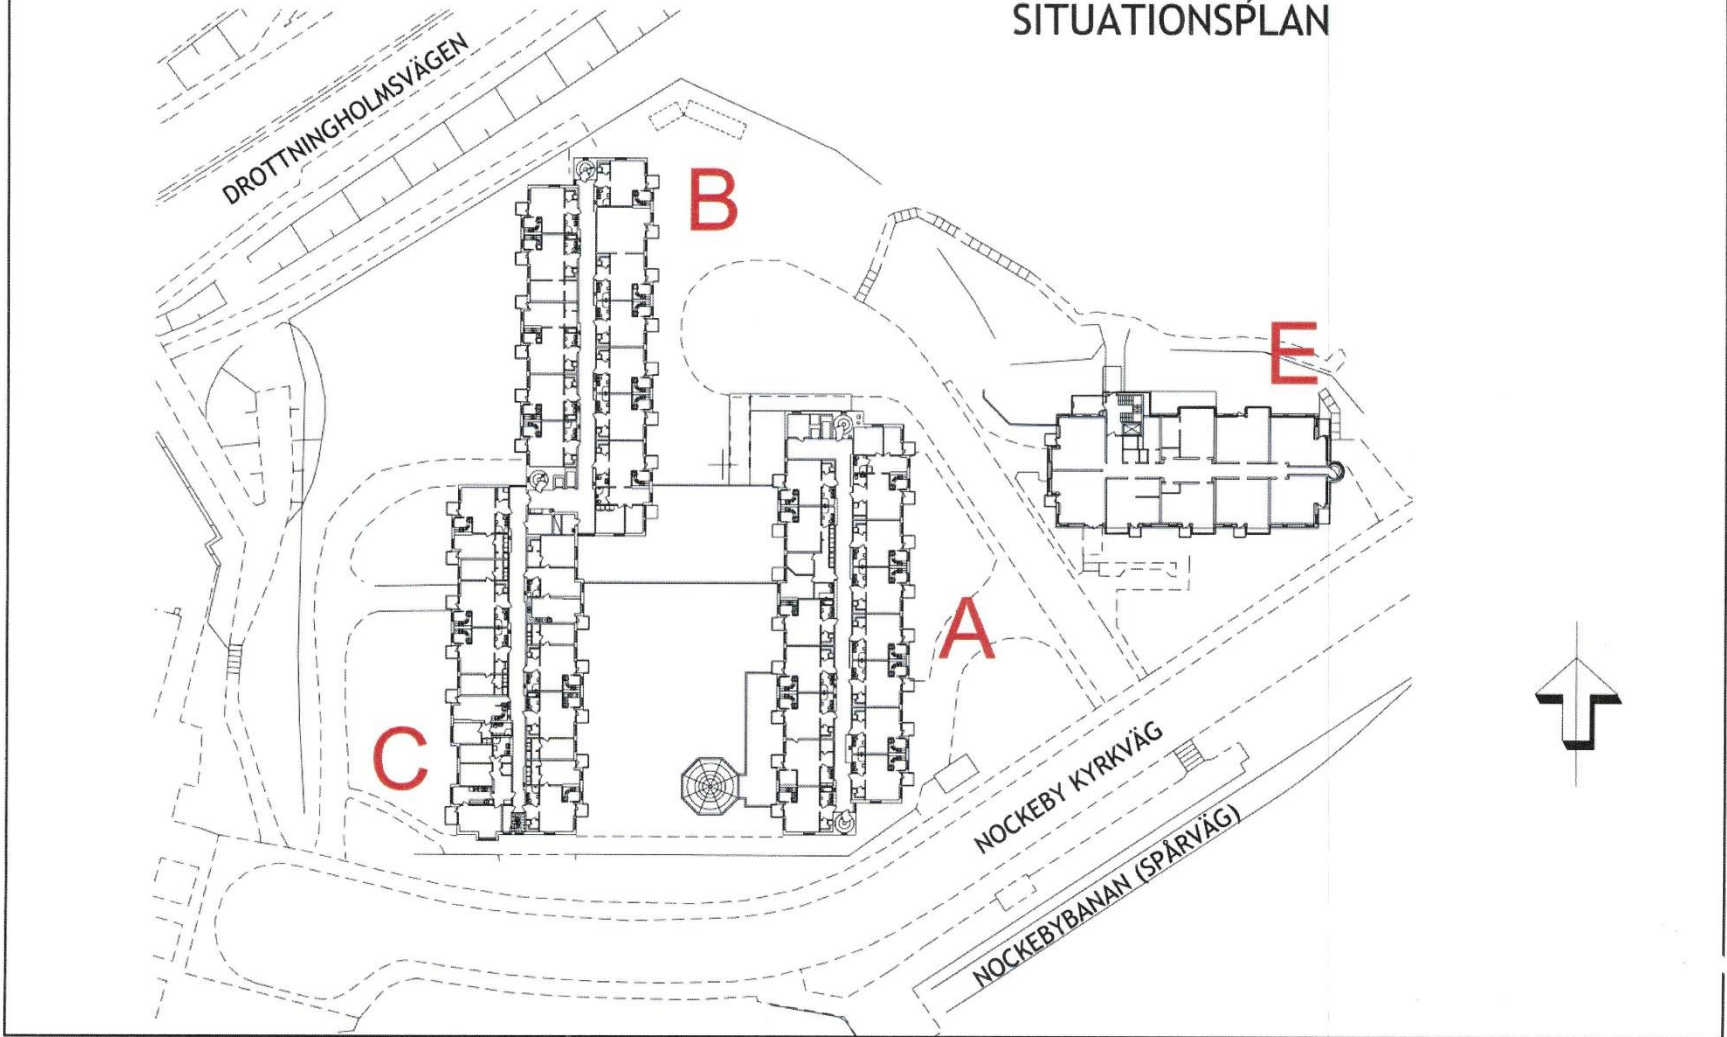 SITUATIONSPLAN
DROTTNINGHOLMSVÄGEN
B
E
A
C
NOCKEBY KYRKVÄG
NOCKEBYBANAN (SPÅRVÄG)